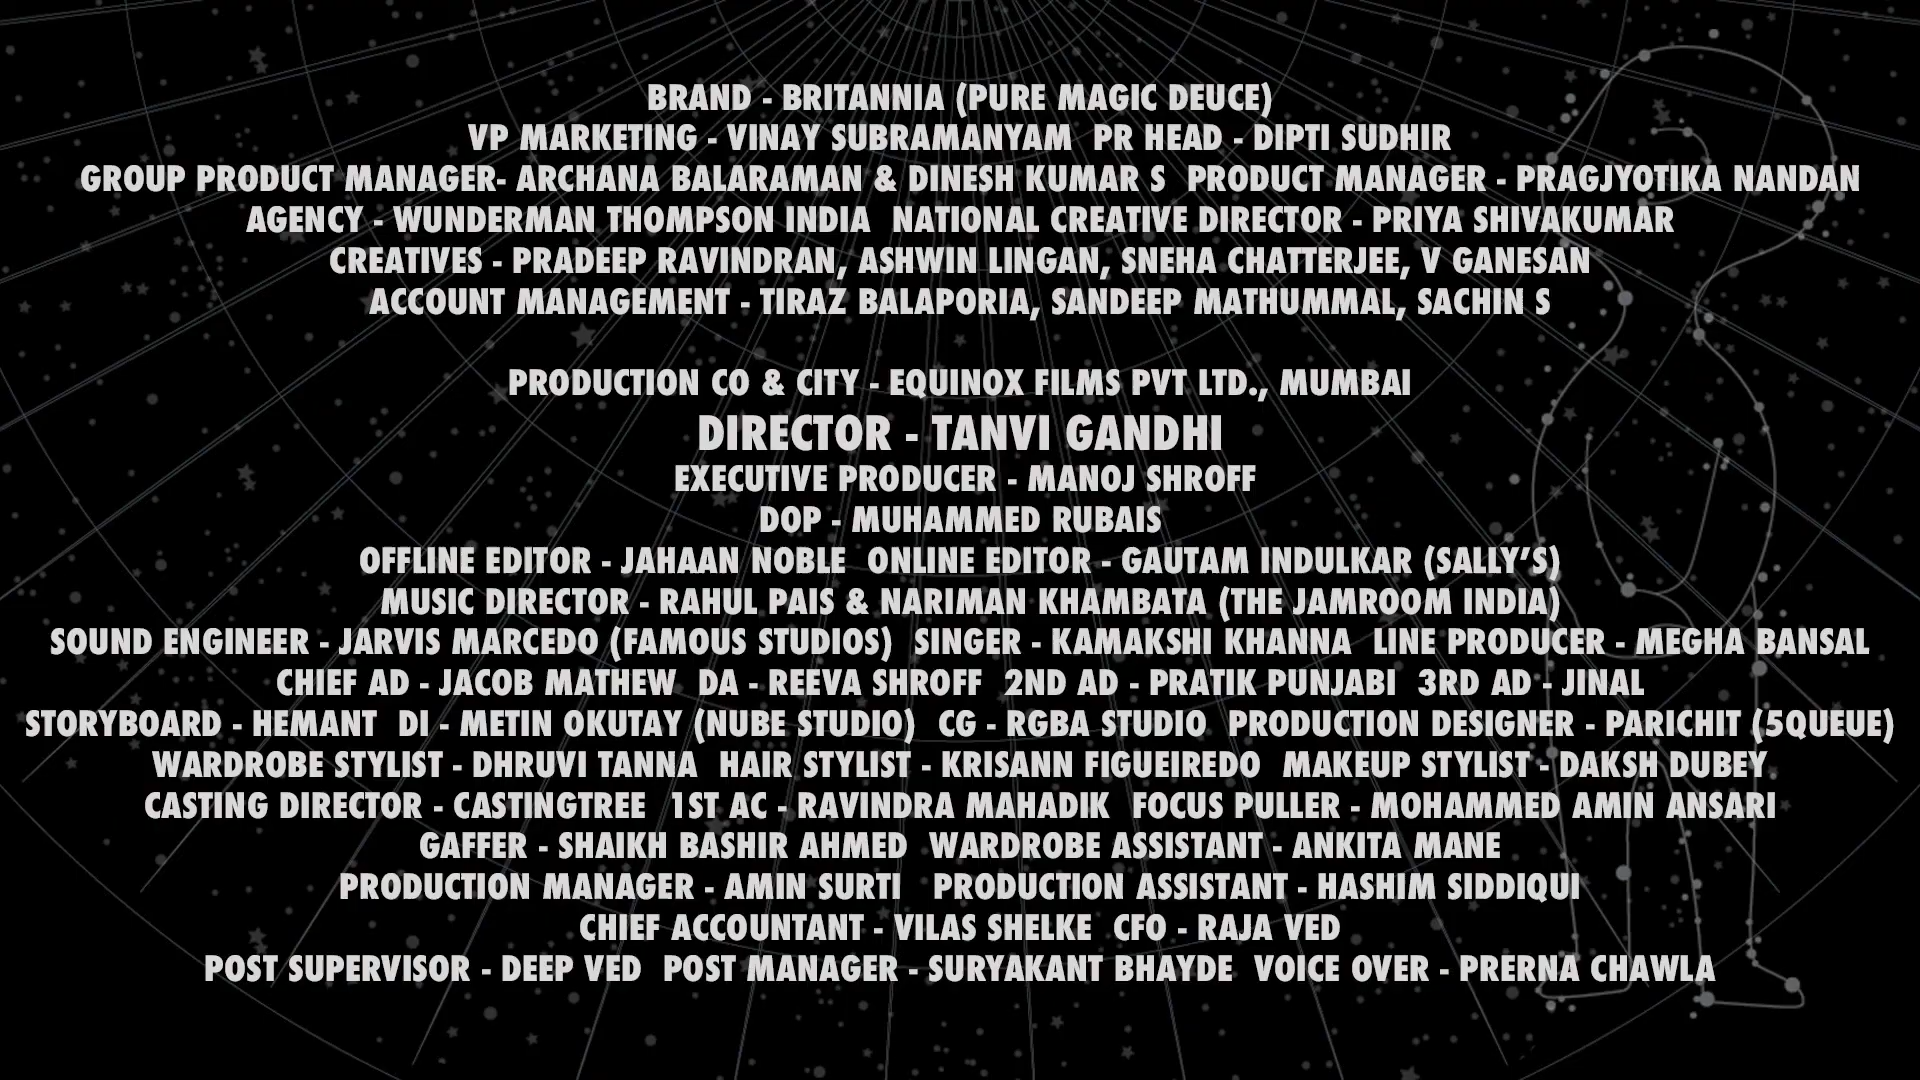 BRAND - BRITANNIA (PURE MAGIC DEUCE)
VP MARKETING - VINAY SUBRAMANYAM PR HEAD - DIPTI SUDHIR
GROUP PRODUCT MANAGER- ARCHANA BALARAMAN & DINESH KUMAR S PRODUCT MANAGER - PRAGJYOTIKA NANDAN
AGENCY - WUNDERMAN THOMPSON INDIA NATIONAL CREATIVE DIRECTOR - PRIYA SHIVAKUMAR
CREATIVES - PRADEEP RAVINDRAN, ASHWIN LINGAN, SNEHA CHATTERJEE, V GANESAN
ACCOUNT MANAGEMENT - TIRAZ BALAPORIA, SANDEEP MATHUMMAL, SACHIN S
PRODUCTION CO & CITY - EQUINOX FILMS PVT LTD., MUMBAI
DIRECTOR - TANVI GANDHI
EXECUTIVE PRODUCER - MANOJ SHROFF
DOP - MUHAMMED RUBAIS
OFFLINE EDITOR - JAHAAN NOBLE ONLINE EDITOR - GAUTAM INDULKAR (SALLY'S)
MUSIC DIRECTOR - RAHUL PAIS & NARIMAN KHAMBATA (THE JAMROOM INDIA)
SOUND ENGINEER - JARVIS MARCEDO (FAMOUS STUDIOS) SINGER - KAMAKSHI KHANNA LINE PRODUCER - MEGHA BANSAL
CHIEF AD - JACOB MATHEW DA - REEVA SHROFF 2ND AD - PRATIK PUNJABI 3RD AD - JINAL
STORYBOARD - HEMANT DI - METIN OKUTAY (NUBE STUDIO) CG - RGBA STUDIO PRODUCTION DESIGNER - PARICHIT (5QUEUE)
WARDROBE STYLIST - DHRUVI TANNA HAIR STYLIST - KRISANN FIGUEIREDO MAKEUP STYLIST - DAKSH DUBEY
CASTING DIRECTOR - CASTINGTREE 1ST AC - RAVINDRA MAHADIK FOCUS PULLER - MOHAMMED AMIN ANSARI
GAFFER - SHAIKH BASHIR AHMED WARDROBE ASSISTANT - ANKITA MANE
PRODUCTION MANAGER - AMIN SURTI PRODUCTION ASSISTANT - HASHIM SIDDIQUI
CHIEF ACCOUNTANT - VILAS SHELKE CFO - RAJA VED
POST SUPERVISOR - DEEP VED POST MANAGER - SURYAKANT BHAYDE VOICE OVER - PRERNA CHAWLA